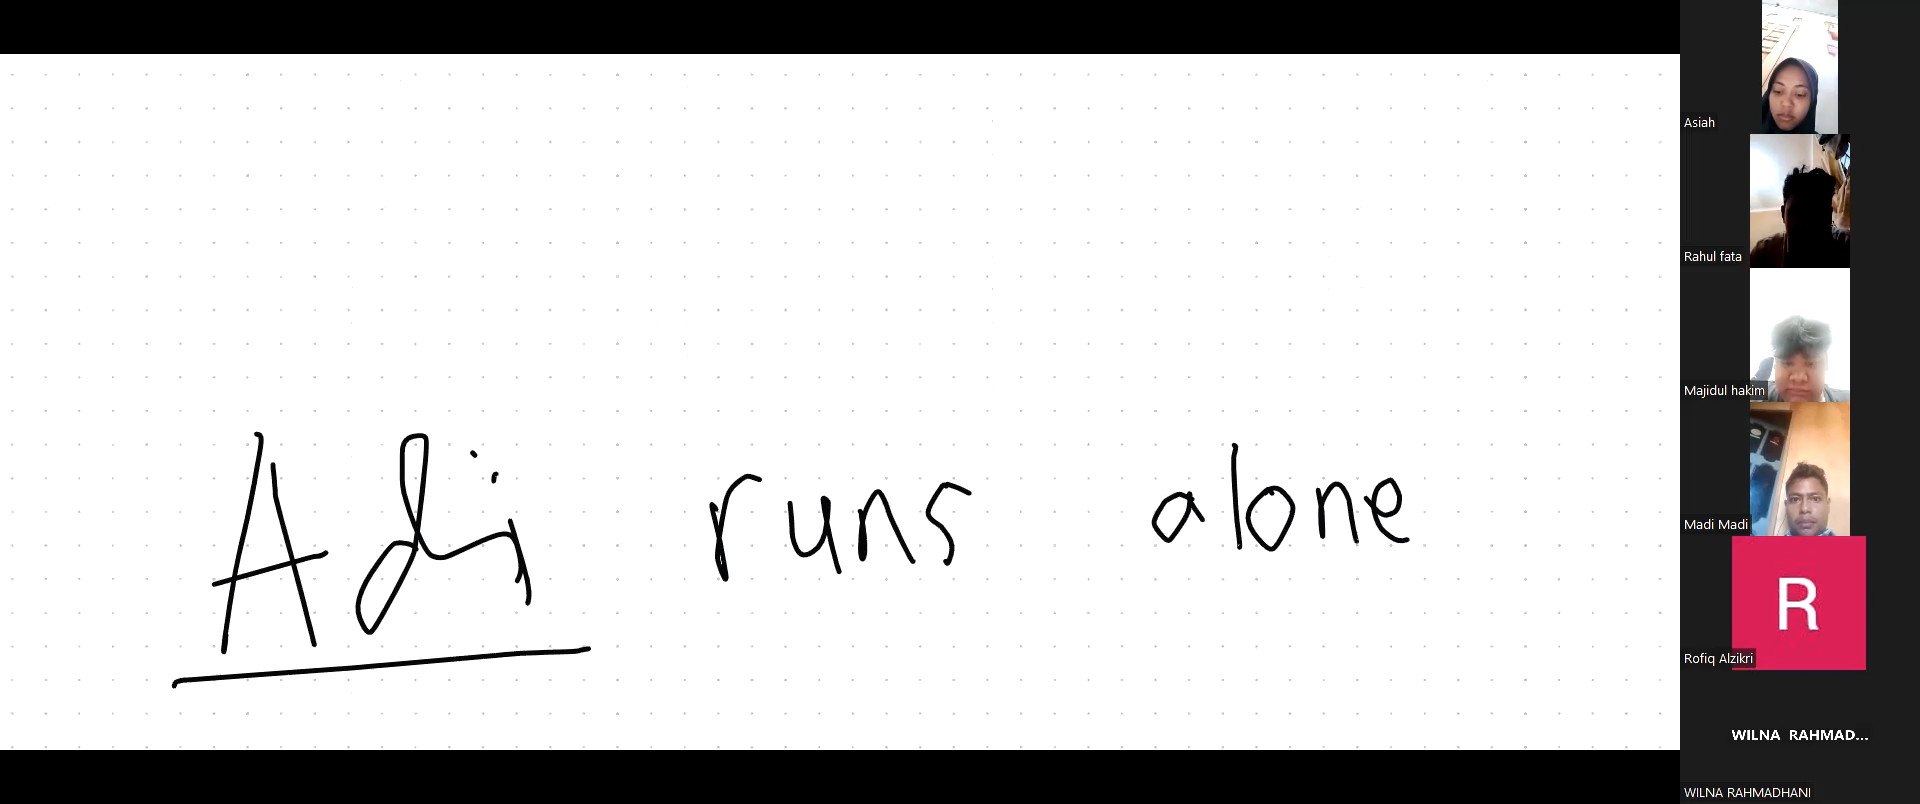 Adi runs alone
Asiah
Rahul fata
Majidul hakim
Madi Madi
R
Rofiq Alzikri
WILNA RAHMAD...
WILNA RAHMADHANI